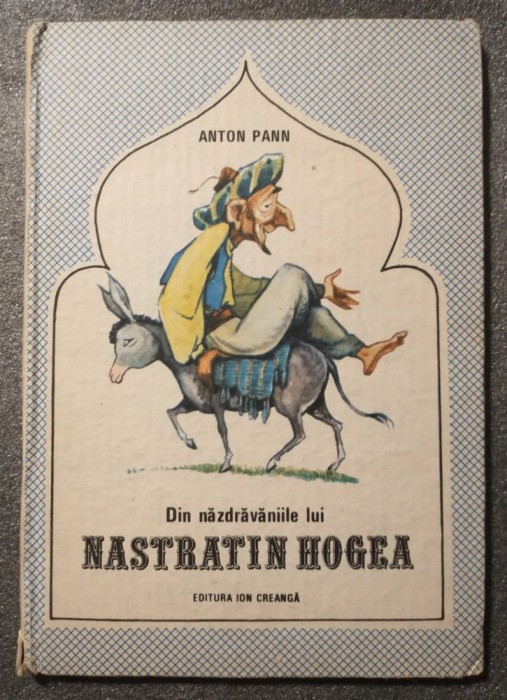 ANTON PANN
Din năzdrăvăniile lui
NASTRATIN HOGEA
EDITURA ION CREANGĂ